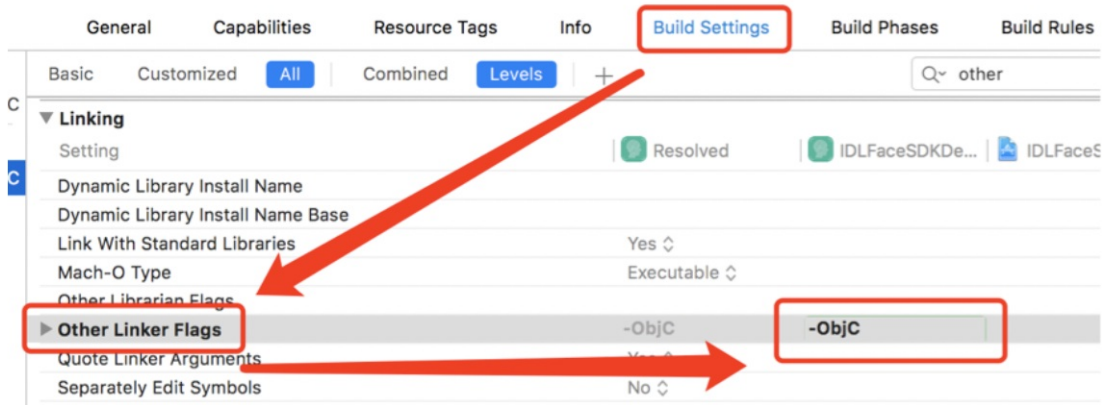 General Capabilities Resource Tags Info Build Settings Build Phases Build Rules
Basic Customized All Combined Levels + other
C
Linking
Setting Resolved IDLFaceSDKDe... IDLFaceS
C
Dynamic Library Install Name
Dynamic Library Install Name Base
Link With Standard Libraries Yes
Mach-O Type Executable
Other Librarian Flags
Other Linker Flags -ObjC -ObjC
Quote Linker Arguments Yes
Separately Edit Symbols No